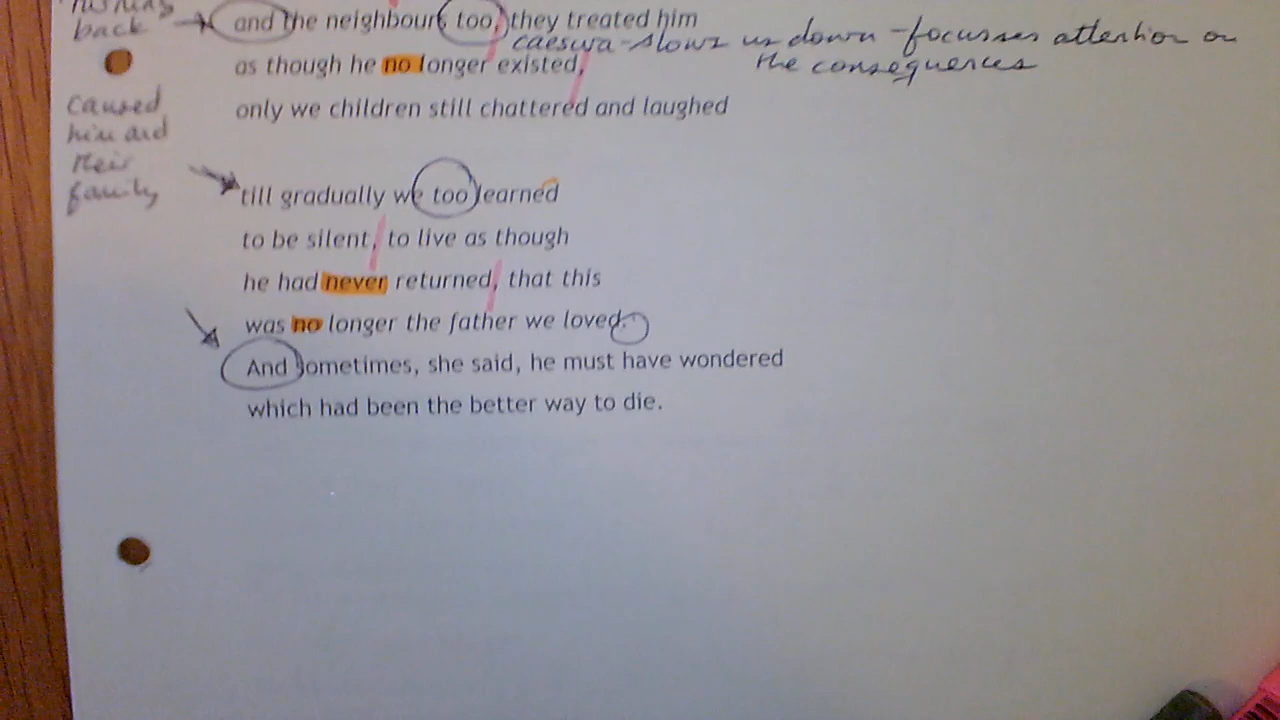 back
and the neighbours too, they treated him
caesura - slows us down - focusses attention on
the consequences
as though he no longer existed,
only we children still chattered and laughed
caused
him and
their
family
till gradually we too learned
to be silent, to live as though
he had never returned, that this
was no longer the father we loved.
And sometimes, she said, he must have wondered
which had been the better way to die.